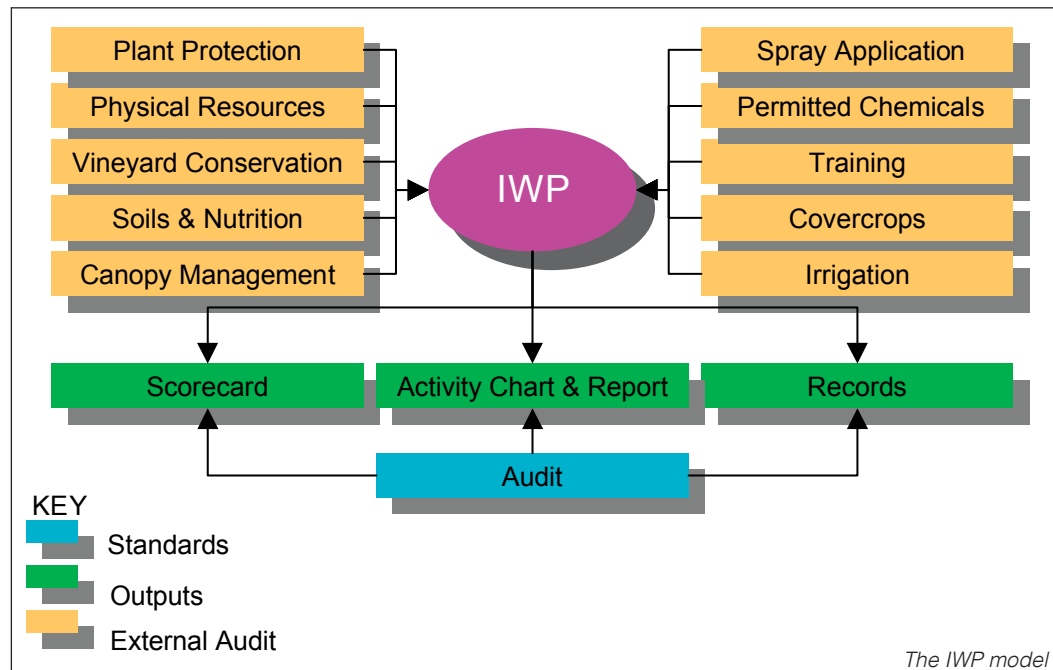 Plant Protection
Physical Resources
Vineyard Conservation
Soils & Nutrition
Canopy Management
IWP
Spray Application
Permitted Chemicals
Training
Covercrops
Irrigation
Scorecard
Activity Chart & Report
Records
Audit
KEY
Standards
Outputs
External Audit
The IWP model